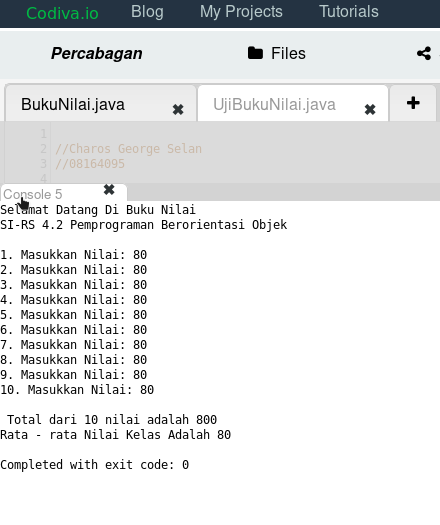 Codiva.io Blog My Projects Tutorials
Percabagan Files
BukuNilai.java UjiBukuNilai.java
1
2 //Charos George Selan
3 //08164095
4
Console 5
Selamat Datang Di Buku Nilai
SI-RS 4.2 Pemprograman Berorientasi Objek
1. Masukkan Nilai: 80
2. Masukkan Nilai: 80
3. Masukkan Nilai: 80
4. Masukkan Nilai: 80
5. Masukkan Nilai: 80
6. Masukkan Nilai: 80
7. Masukkan Nilai: 80
8. Masukkan Nilai: 80
9. Masukkan Nilai: 80
10. Masukkan Nilai: 80
Total dari 10 nilai adalah 800
Rata - rata Nilai Kelas Adalah 80
Completed with exit code: 0